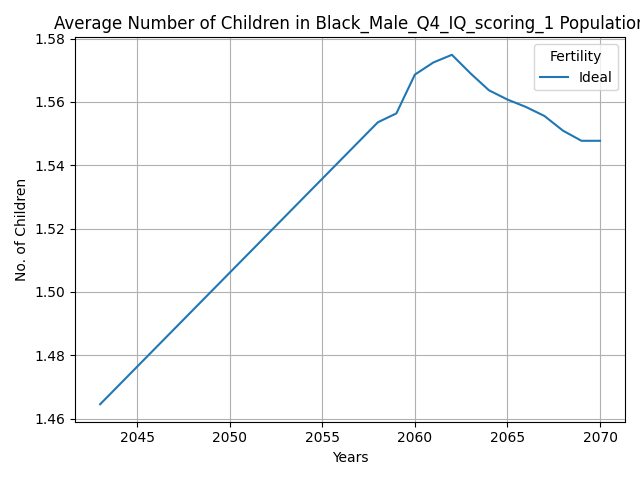 Average Number of Children in Black_Male_Q4_IQ_scoring_1 Population
Fertility
Ideal
1.58
1.56
1.54
1.52
1.50
1.48
1.46
No. of Children
2045
2050
2055
2060
2065
2070
Years